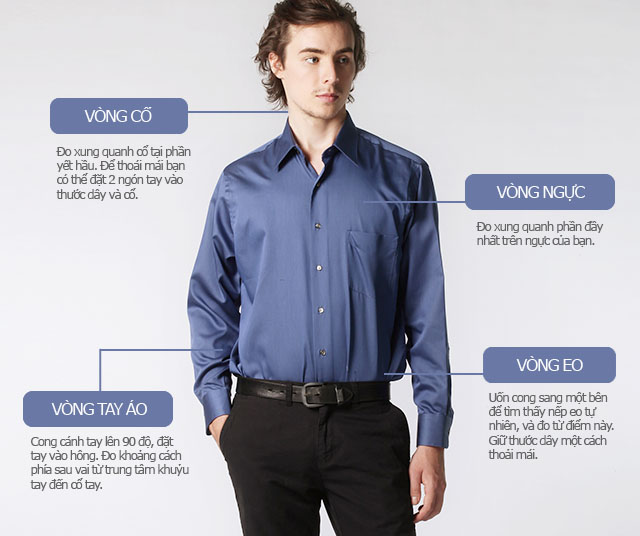 VÒNG CỔ
Đo xung quanh cổ tại phần
yết hầu. Để thoải mái bạn
có thể đặt 2 ngón tay vào
thước dây và cổ.
VÒNG NGỰC
Đo xung quanh phần đầy
nhất trên ngực của bạn.
VÒNG EO
Uốn cong sang một bên
để tìm thấy nếp eo tự
nhiên, và đo từ điểm này.
Giữ thước dây một cách
thoải mái.
VÒNG TAY ÁO
Cong cánh tay lên 90 độ, đặt
tay vào hông. Đo khoảng cách
phía sau vai từ trung tâm khuỷu
tay đến cổ tay.